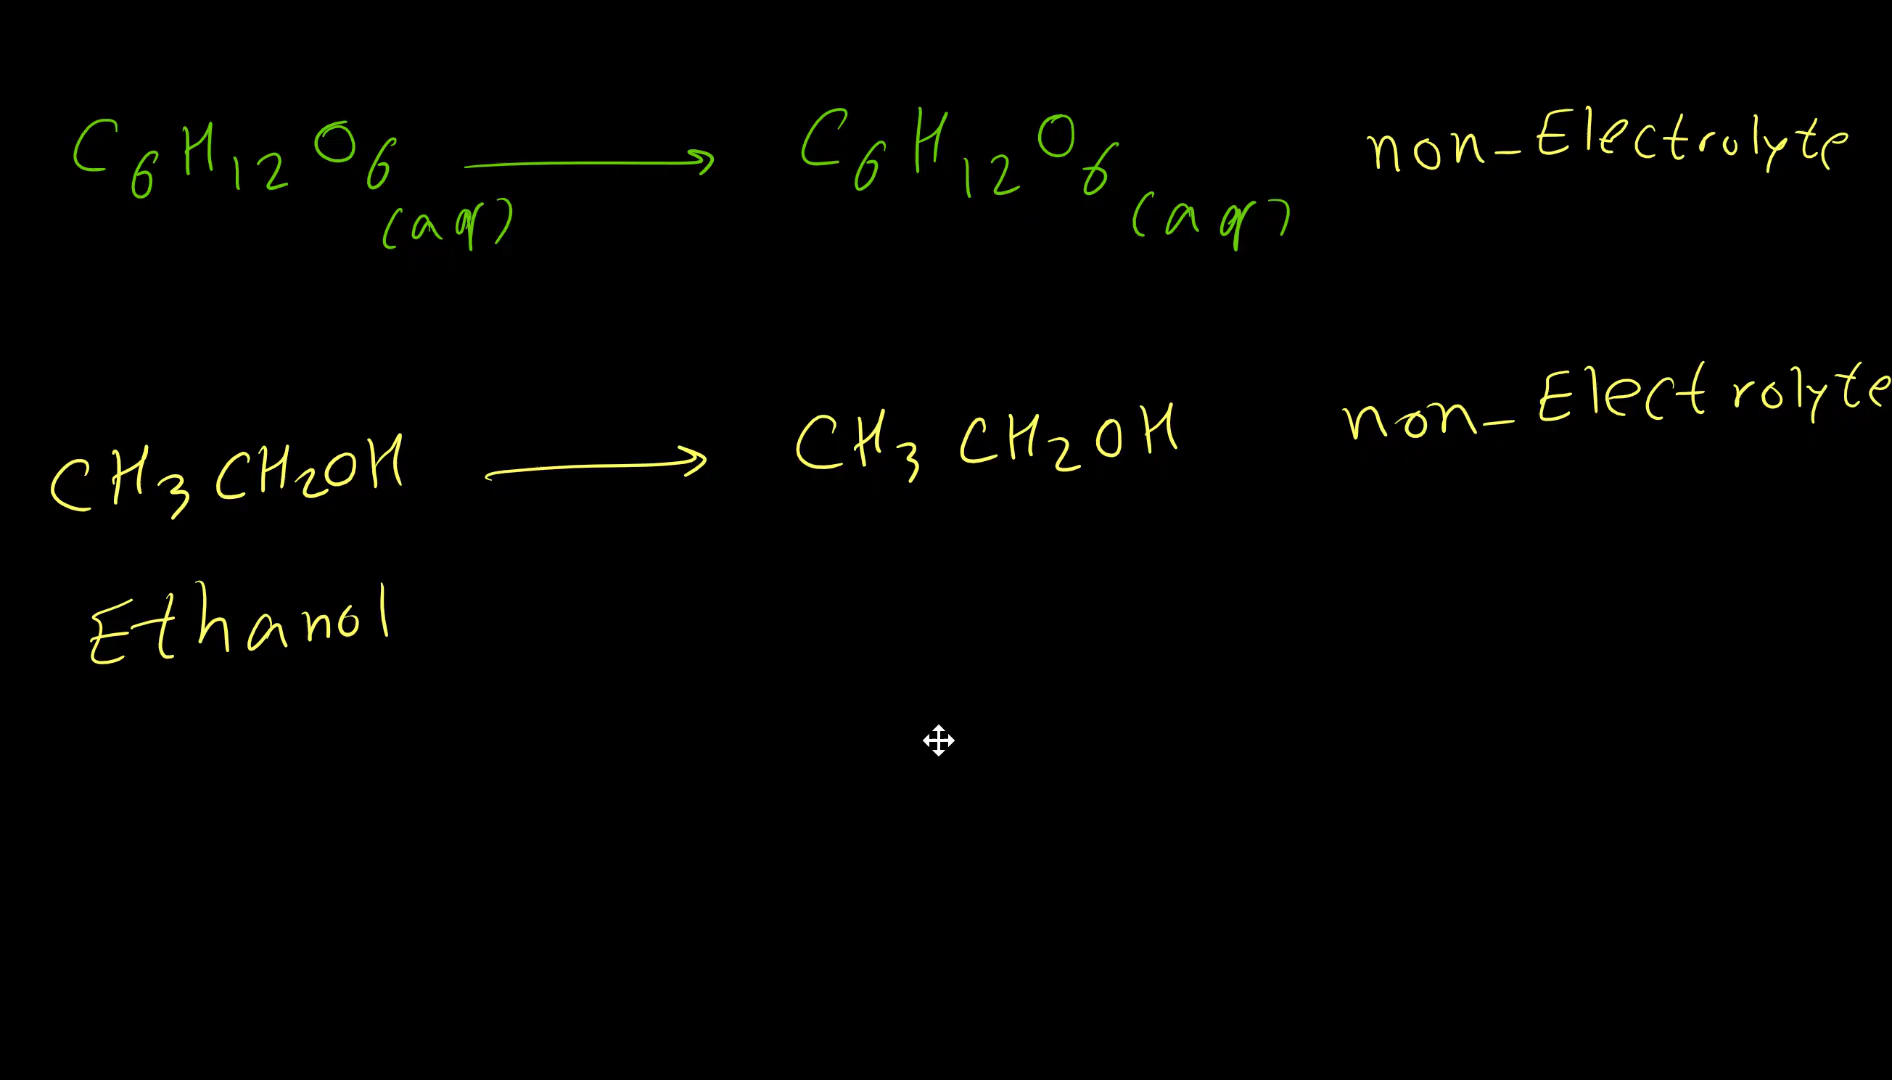 C6H12O6(aq) → C6H12O6(aq) non-Electrolyte
CH3CH2OH → CH3CH2OH non-Electrolyte
Ethanol